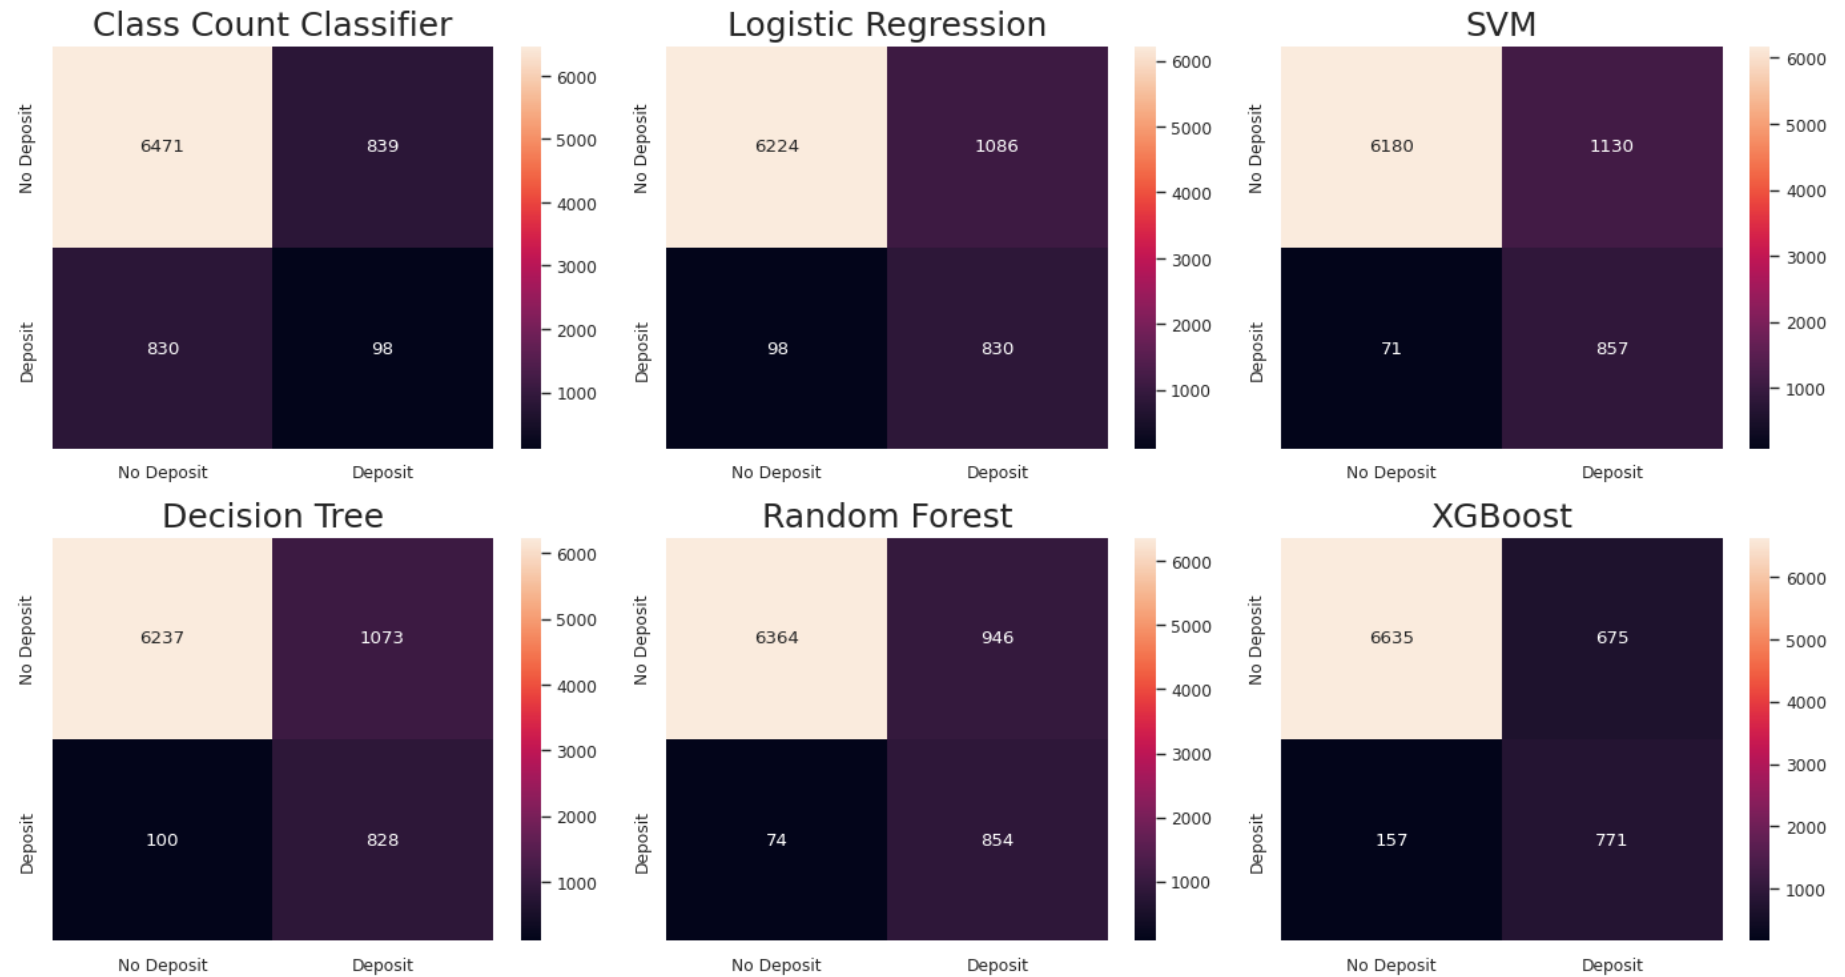 Class Count Classifier
No Deposit
Deposit
6471
839
830
98
No Deposit
Deposit
6000
5000
4000
3000
2000
1000
Logistic Regression
No Deposit
Deposit
6224
1086
98
830
No Deposit
Deposit
6000
5000
4000
3000
2000
1000
SVM
No Deposit
Deposit
6180
1130
71
857
No Deposit
Deposit
6000
5000
4000
3000
2000
1000
Decision Tree
No Deposit
Deposit
6237
1073
100
828
No Deposit
Deposit
6000
5000
4000
3000
2000
1000
Random Forest
No Deposit
Deposit
6364
946
74
854
No Deposit
Deposit
6000
5000
4000
3000
2000
1000
XGBoost
No Deposit
Deposit
6635
675
157
771
No Deposit
Deposit
6000
5000
4000
3000
2000
1000